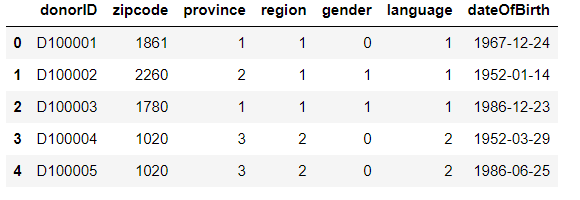 donorID zipcode province region gender language dateOfBirth
0 D100001 1861 1 1 0 1 1967-12-24
1 D100002 2260 2 1 1 1 1952-01-14
2 D100003 1780 1 1 1 1 1986-12-23
3 D100004 1020 3 2 0 2 1952-03-29
4 D100005 1020 3 2 0 2 1986-06-25